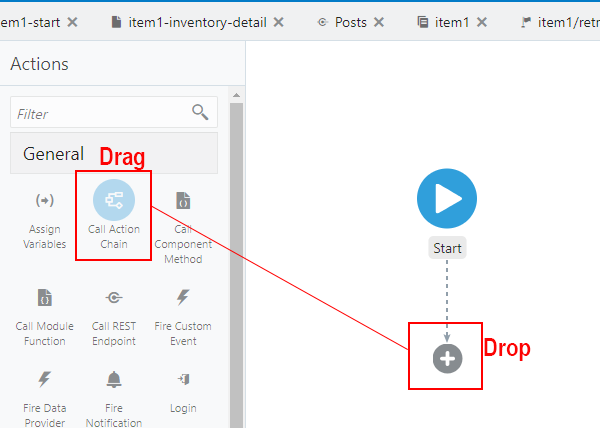 em1-start
item1-inventory-detail
Posts
item1
item1/retr
Actions
Filter
General
Drag
Assign
Variables
Call Action
Chain
Call
Component
Method
Call Module
Function
Call REST
Endpoint
Fire Custom
Event
Fire Data
Provider
Fire
Notification
Login
Start
Drop